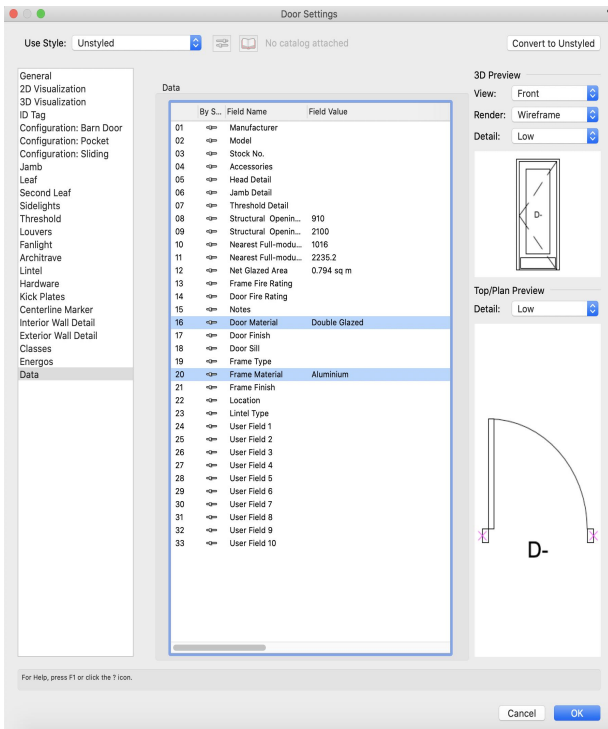 Door Settings
Use Style: Unstyled No catalog attached Convert to Unstyled
General
2D Visualization
3D Visualization
ID Tag
Configuration: Barn Door
Configuration: Pocket
Configuration: Sliding
Jamb
Leaf
Second Leaf
Sidelights
Threshold
Louvers
Fanlight
Architrave
Lintel
Hardware
Kick Plates
Centerline Marker
Interior Wall Detail
Exterior Wall Detail
Classes
Energos
Data
Data
By S... Field Name Field Value
01 Manufacturer
02 Model
03 Stock No.
04 Accessories
05 Head Detail
06 Jamb Detail
07 Threshold Detail
08 Structural Openin... 910
09 Structural Openin... 2100
10 Nearest Full-modu... 1016
11 Nearest Full-modu... 2235.2
12 Net Glazed Area 0.794 sq m
13 Frame Fire Rating
14 Door Fire Rating
15 Notes
16 Door Material Double Glazed
17 Door Finish
18 Door Sill
19 Frame Type
20 Frame Material Aluminium
21 Frame Finish
22 Location
23 Lintel Type
24 User Field 1
25 User Field 2
26 User Field 3
27 User Field 4
28 User Field 5
29 User Field 6
30 User Field 7
31 User Field 8
32 User Field 9
33 User Field 10
3D Preview
View: Front
Render: Wireframe
Detail: Low
D-
Top/Plan Preview
Detail: Low
D-
For Help, press F1 or click the ? icon.
Cancel OK